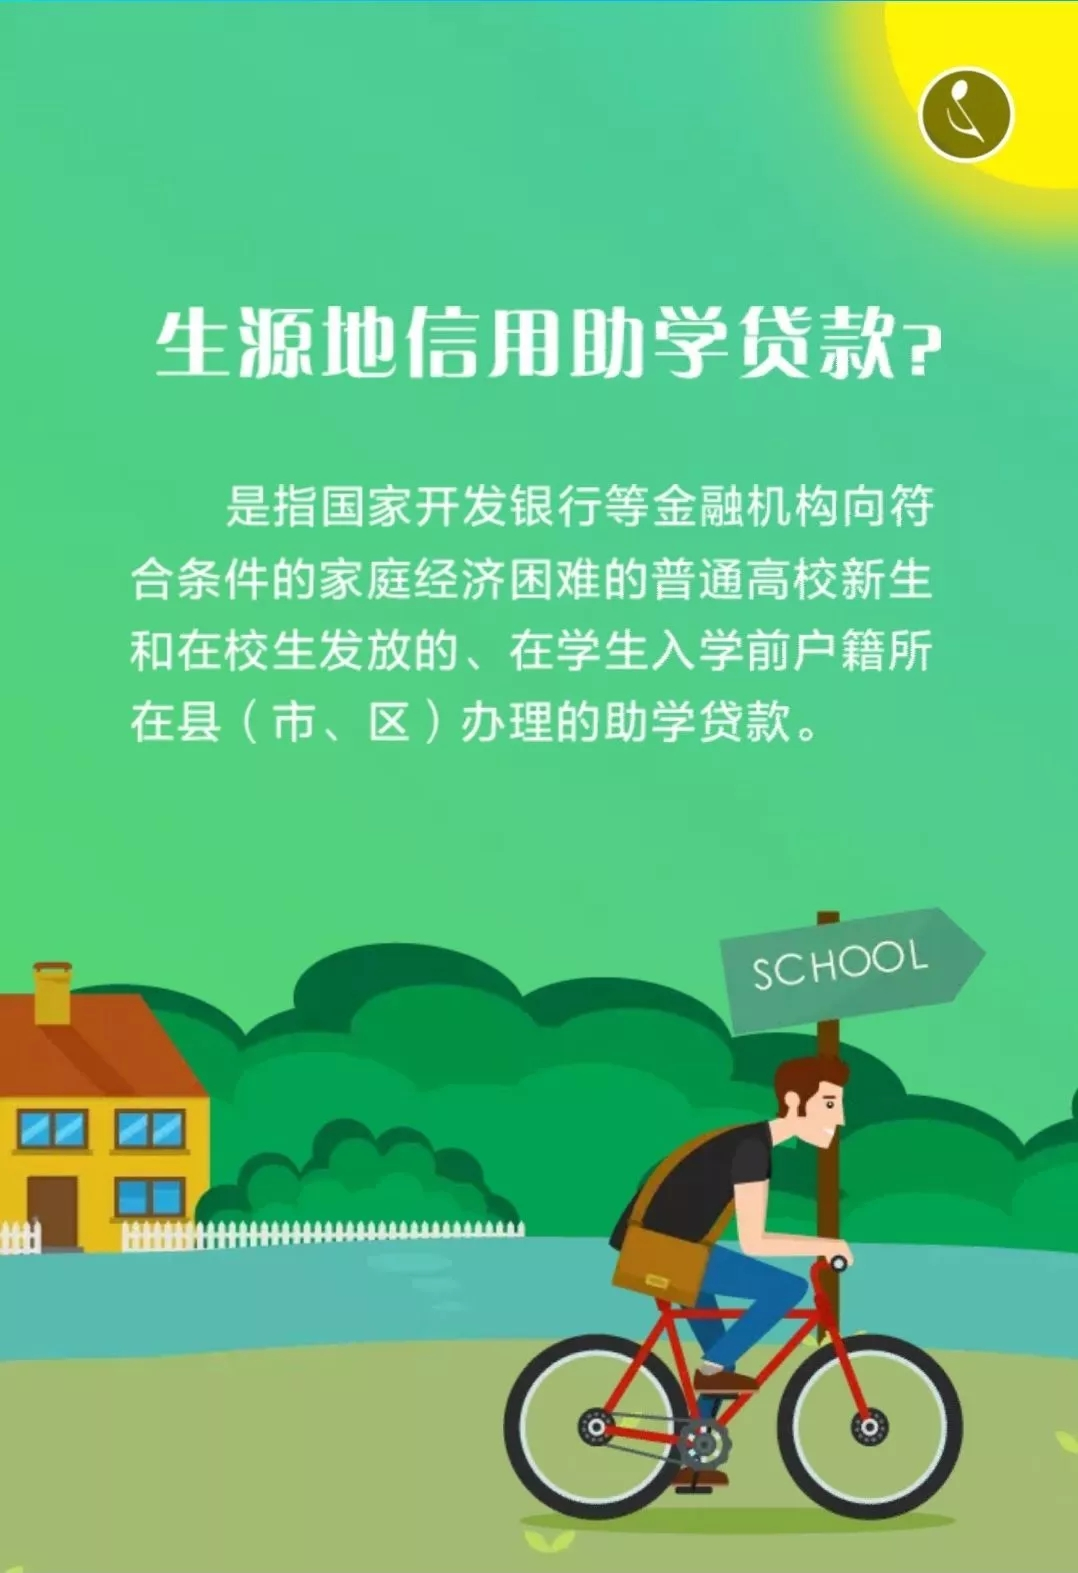 生源地信用助学贷款?
是指国家开发银行等金融机构向符
合条件的家庭经济困难的普通高校新生
和在校生发放的、在学生入学前户籍所
在县（市、区）办理的助学贷款。
SCHOOL